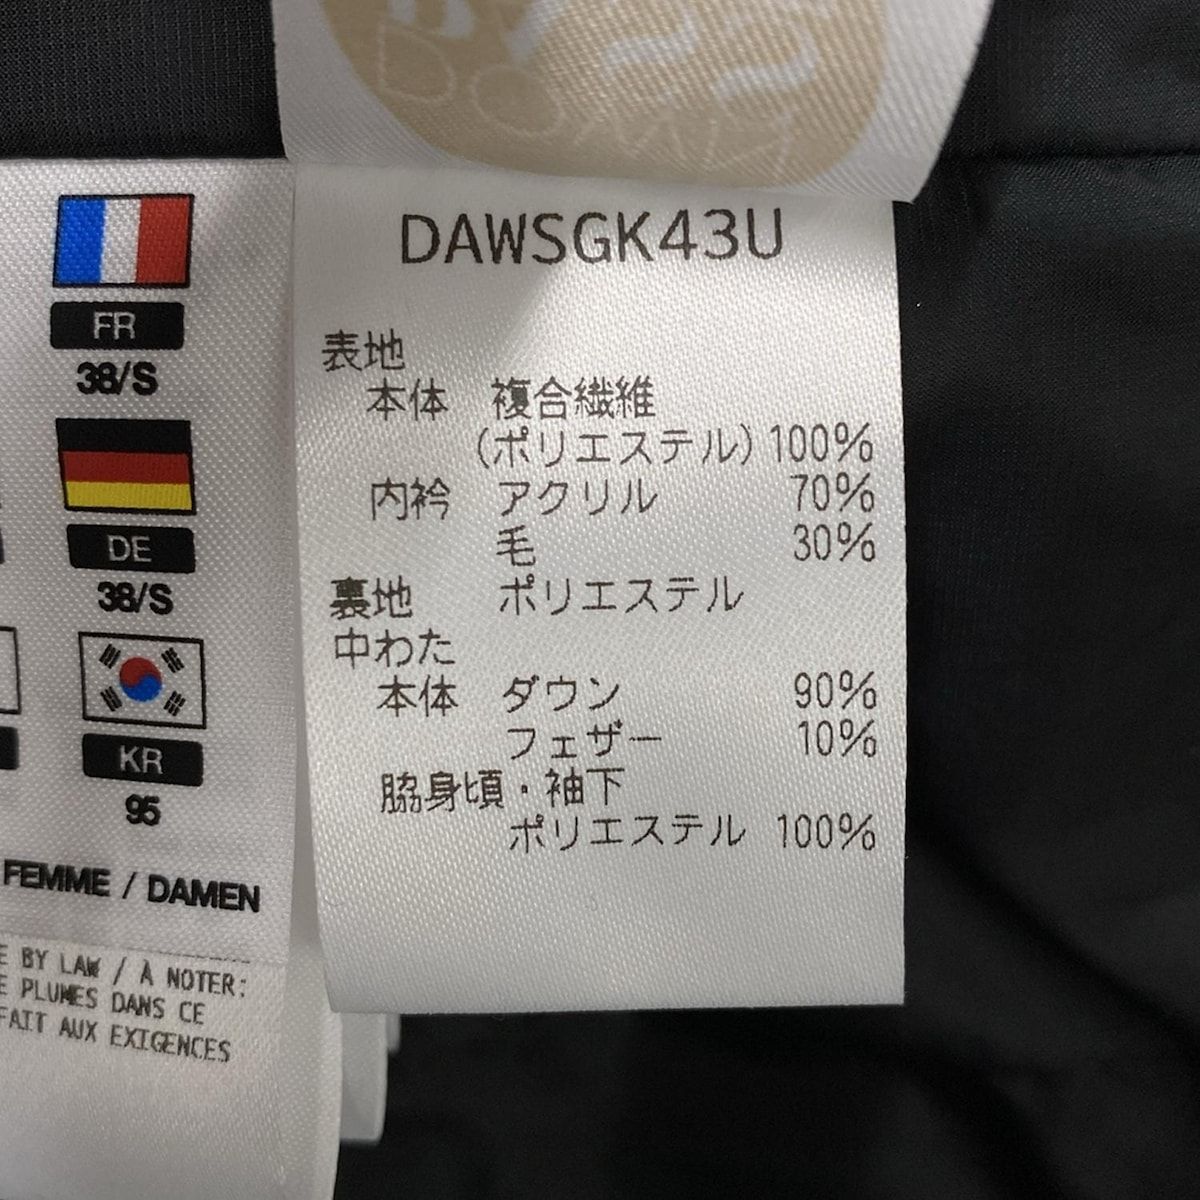 DAWSGK43U
表地
本体 複合繊維
(ポリエステル) 100%
内衿 アクリル 70%
毛 30%
裏地 ポリエステル
中わた
本体 ダウン 90%
フェザー 10%
脇身頃・袖下
ポリエステル 100%
FR
38/S
DE
38/S
KR
95
FEMME / DAMEN
BY LAW / À NOTER:
PLUMES DANS CE
FAIT AUX EXIGENCES